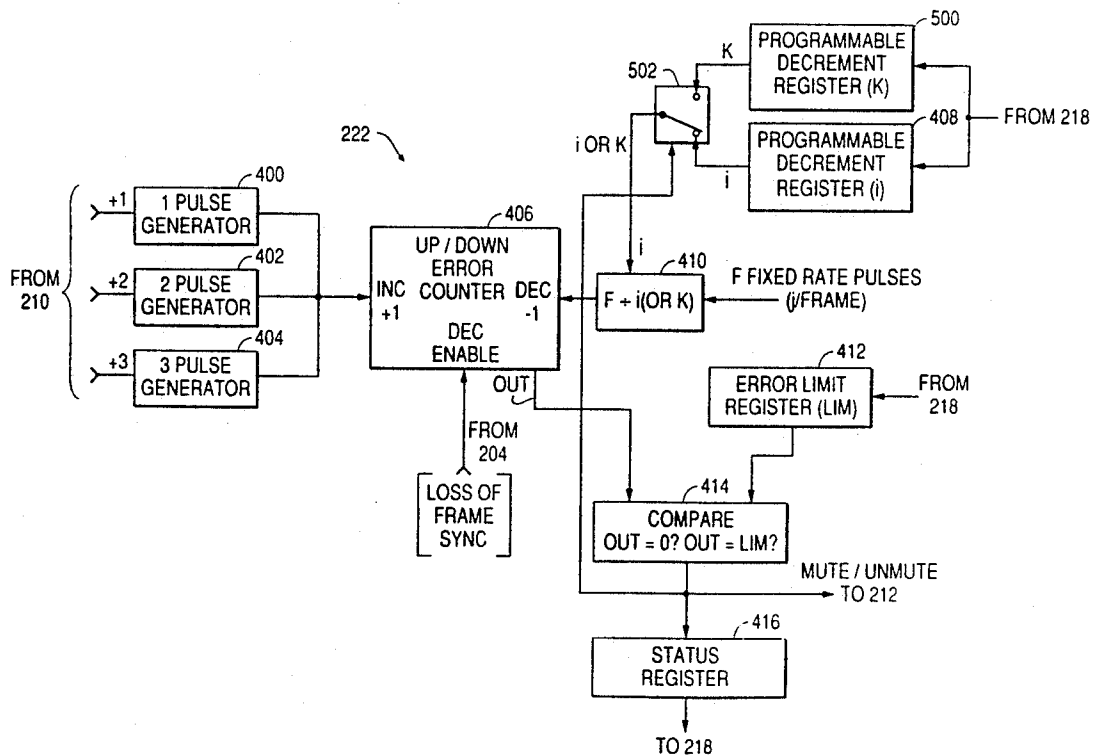 500
PROGRAMMABLE
DECREMENT
REGISTER (K)
K
502
FROM 218
408
PROGRAMMABLE
DECREMENT
REGISTER (i)
i OR K
i
222
400
+1
1 PULSE
GENERATOR
402
+2
2 PULSE
GENERATOR
404
+3
3 PULSE
GENERATOR
FROM
210
406
UP / DOWN
ERROR
COUNTER
INC
+1
DEC
-1
DEC
ENABLE
OUT
i
410
F ÷ i(OR K)
F FIXED RATE PULSES
(j/FRAME)
412
ERROR LIMIT
REGISTER (LIM)
FROM
218
FROM
204
LOSS OF
FRAME
SYNC
414
COMPARE
OUT = 0? OUT = LIM?
MUTE / UNMUTE
TO 212
416
STATUS
REGISTER
TO 218